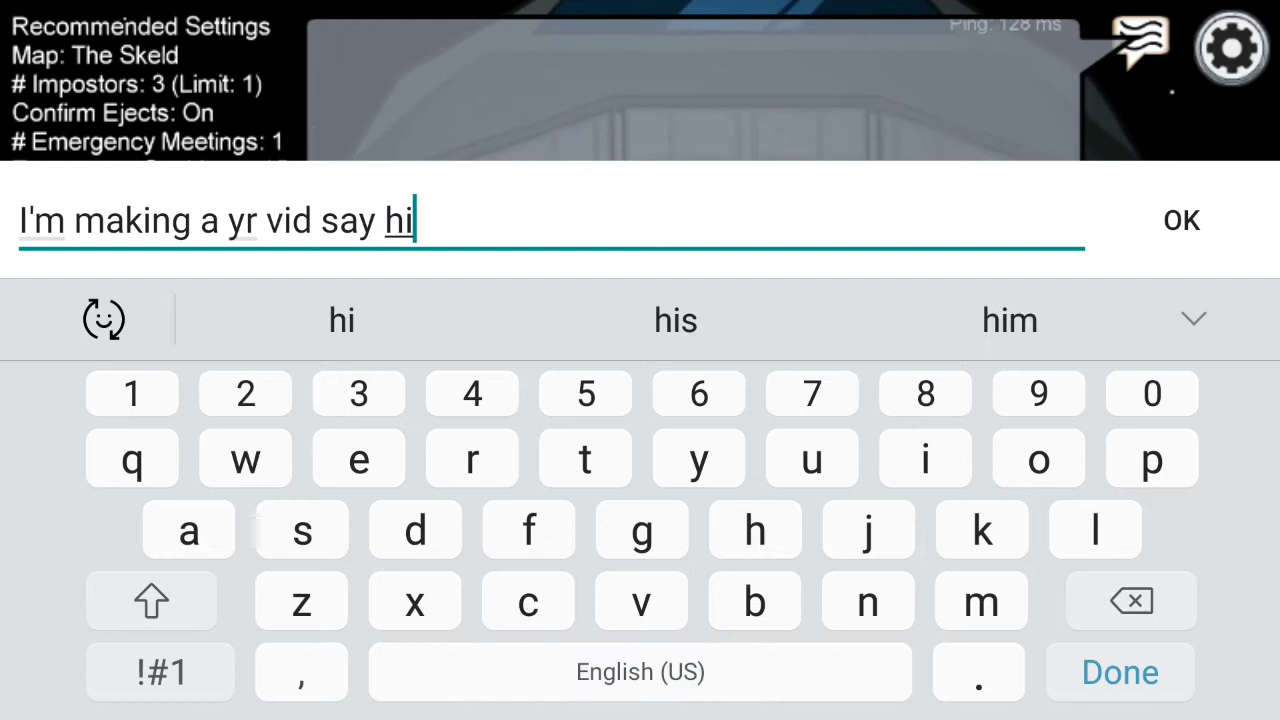 Recommended Settings
Map: The Skeld
# Impostors: 3 (Limit: 1)
Confirm Ejects: On
# Emergency Meetings: 1
Ping: 128 ms
I'm making a yr vid say hi
OK
hi his him
1 2 3 4 5 6 7 8 9 0
q w e r t y u i o p
a s d f g h j k l
z x c v b n m
!#1 , English (US) . Done